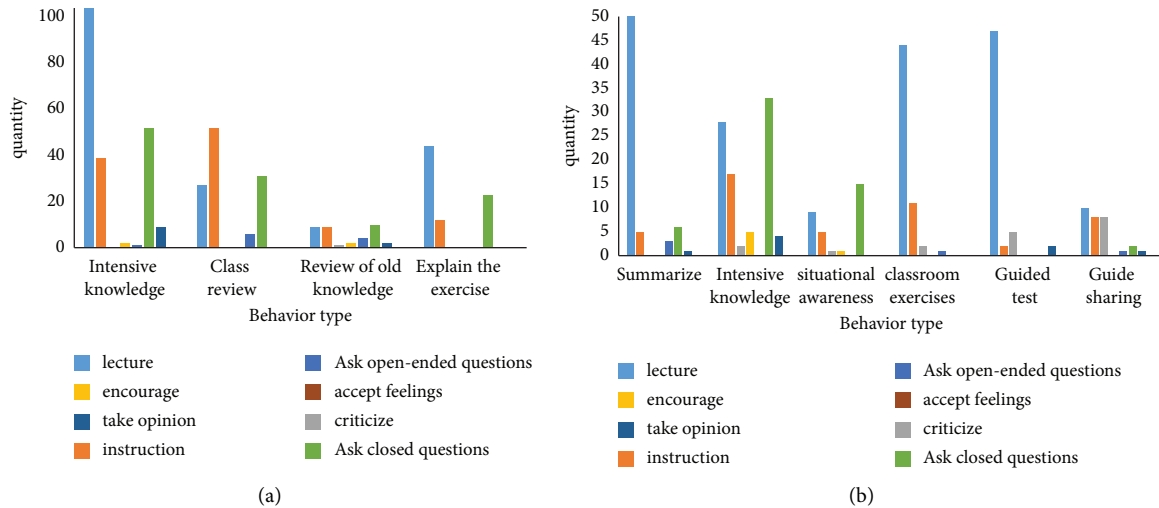 100
80
60
40
20
0
quantity
Intensive knowledge
Class review
Review of old knowledge
Explain the exercise
Behavior type
lecture
encourage
take opinion
instruction
Ask open-ended questions
accept feelings
criticize
Ask closed questions
(a)
50
45
40
35
30
25
20
15
10
5
0
quantity
Summarize
Intensive knowledge
situational awareness
classroom exercises
Guided test
Guide sharing
Behavior type
lecture
encourage
take opinion
instruction
Ask open-ended questions
accept feelings
criticize
Ask closed questions
(b)